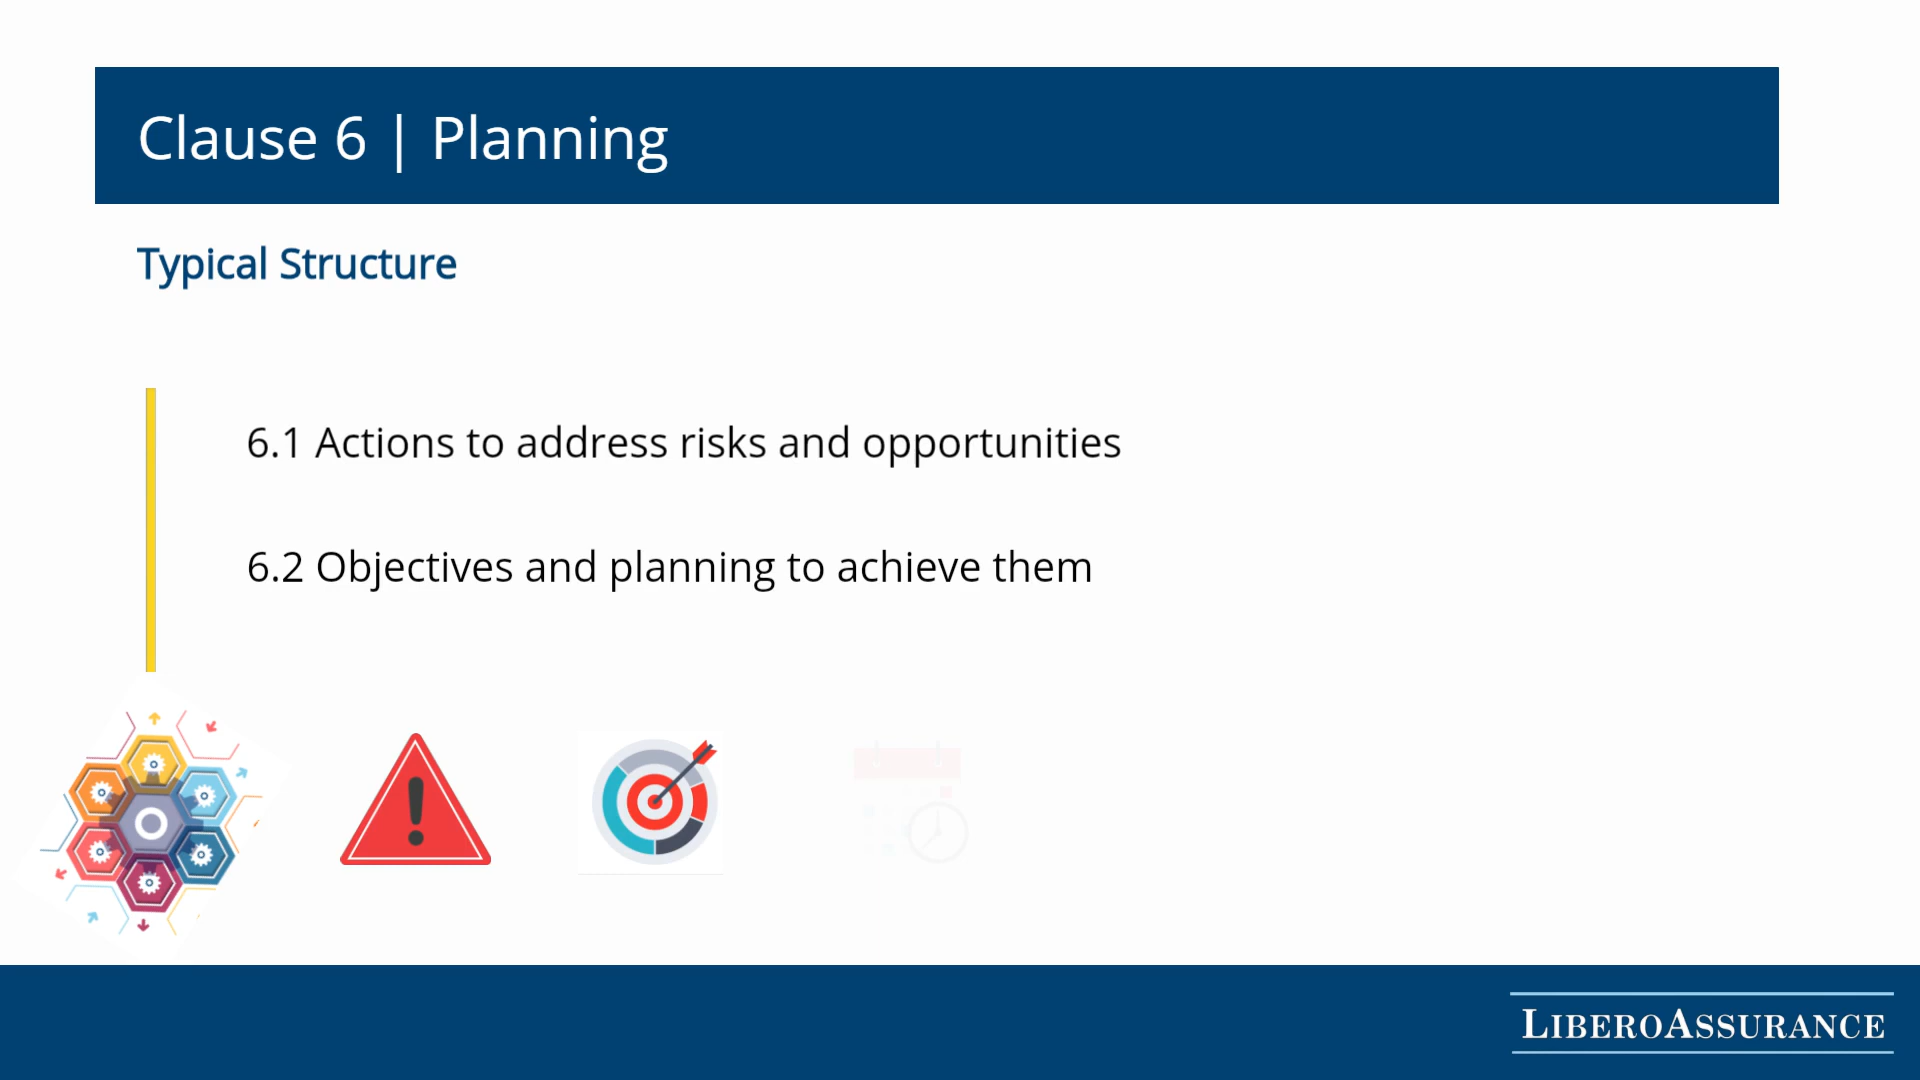 Clause 6 | Planning
Typical Structure
6.1 Actions to address risks and opportunities
6.2 Objectives and planning to achieve them
LIBEROASSURANCE